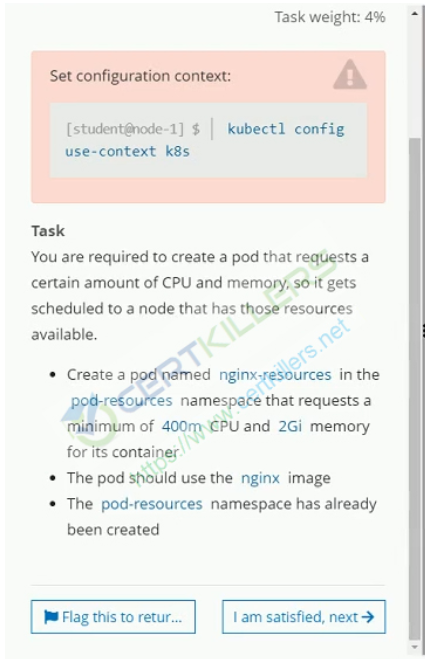 Task weight: 4%
Set configuration context:
[student@node-1] $ | kubectl config
use-context k8s
Task
You are required to create a pod that requests a
certain amount of CPU and memory, so it gets
scheduled to a node that has those resources
available.
• Create a pod named nginx-resources in the
pod-resources namespace that requests a
minimum of 400m CPU and 2Gi memory
for its container
• The pod should use the nginx image
• The pod-resources namespace has already
been created
CERTKILLERS
https://www.certkillers.net
Flag this to retur...
I am satisfied, next →